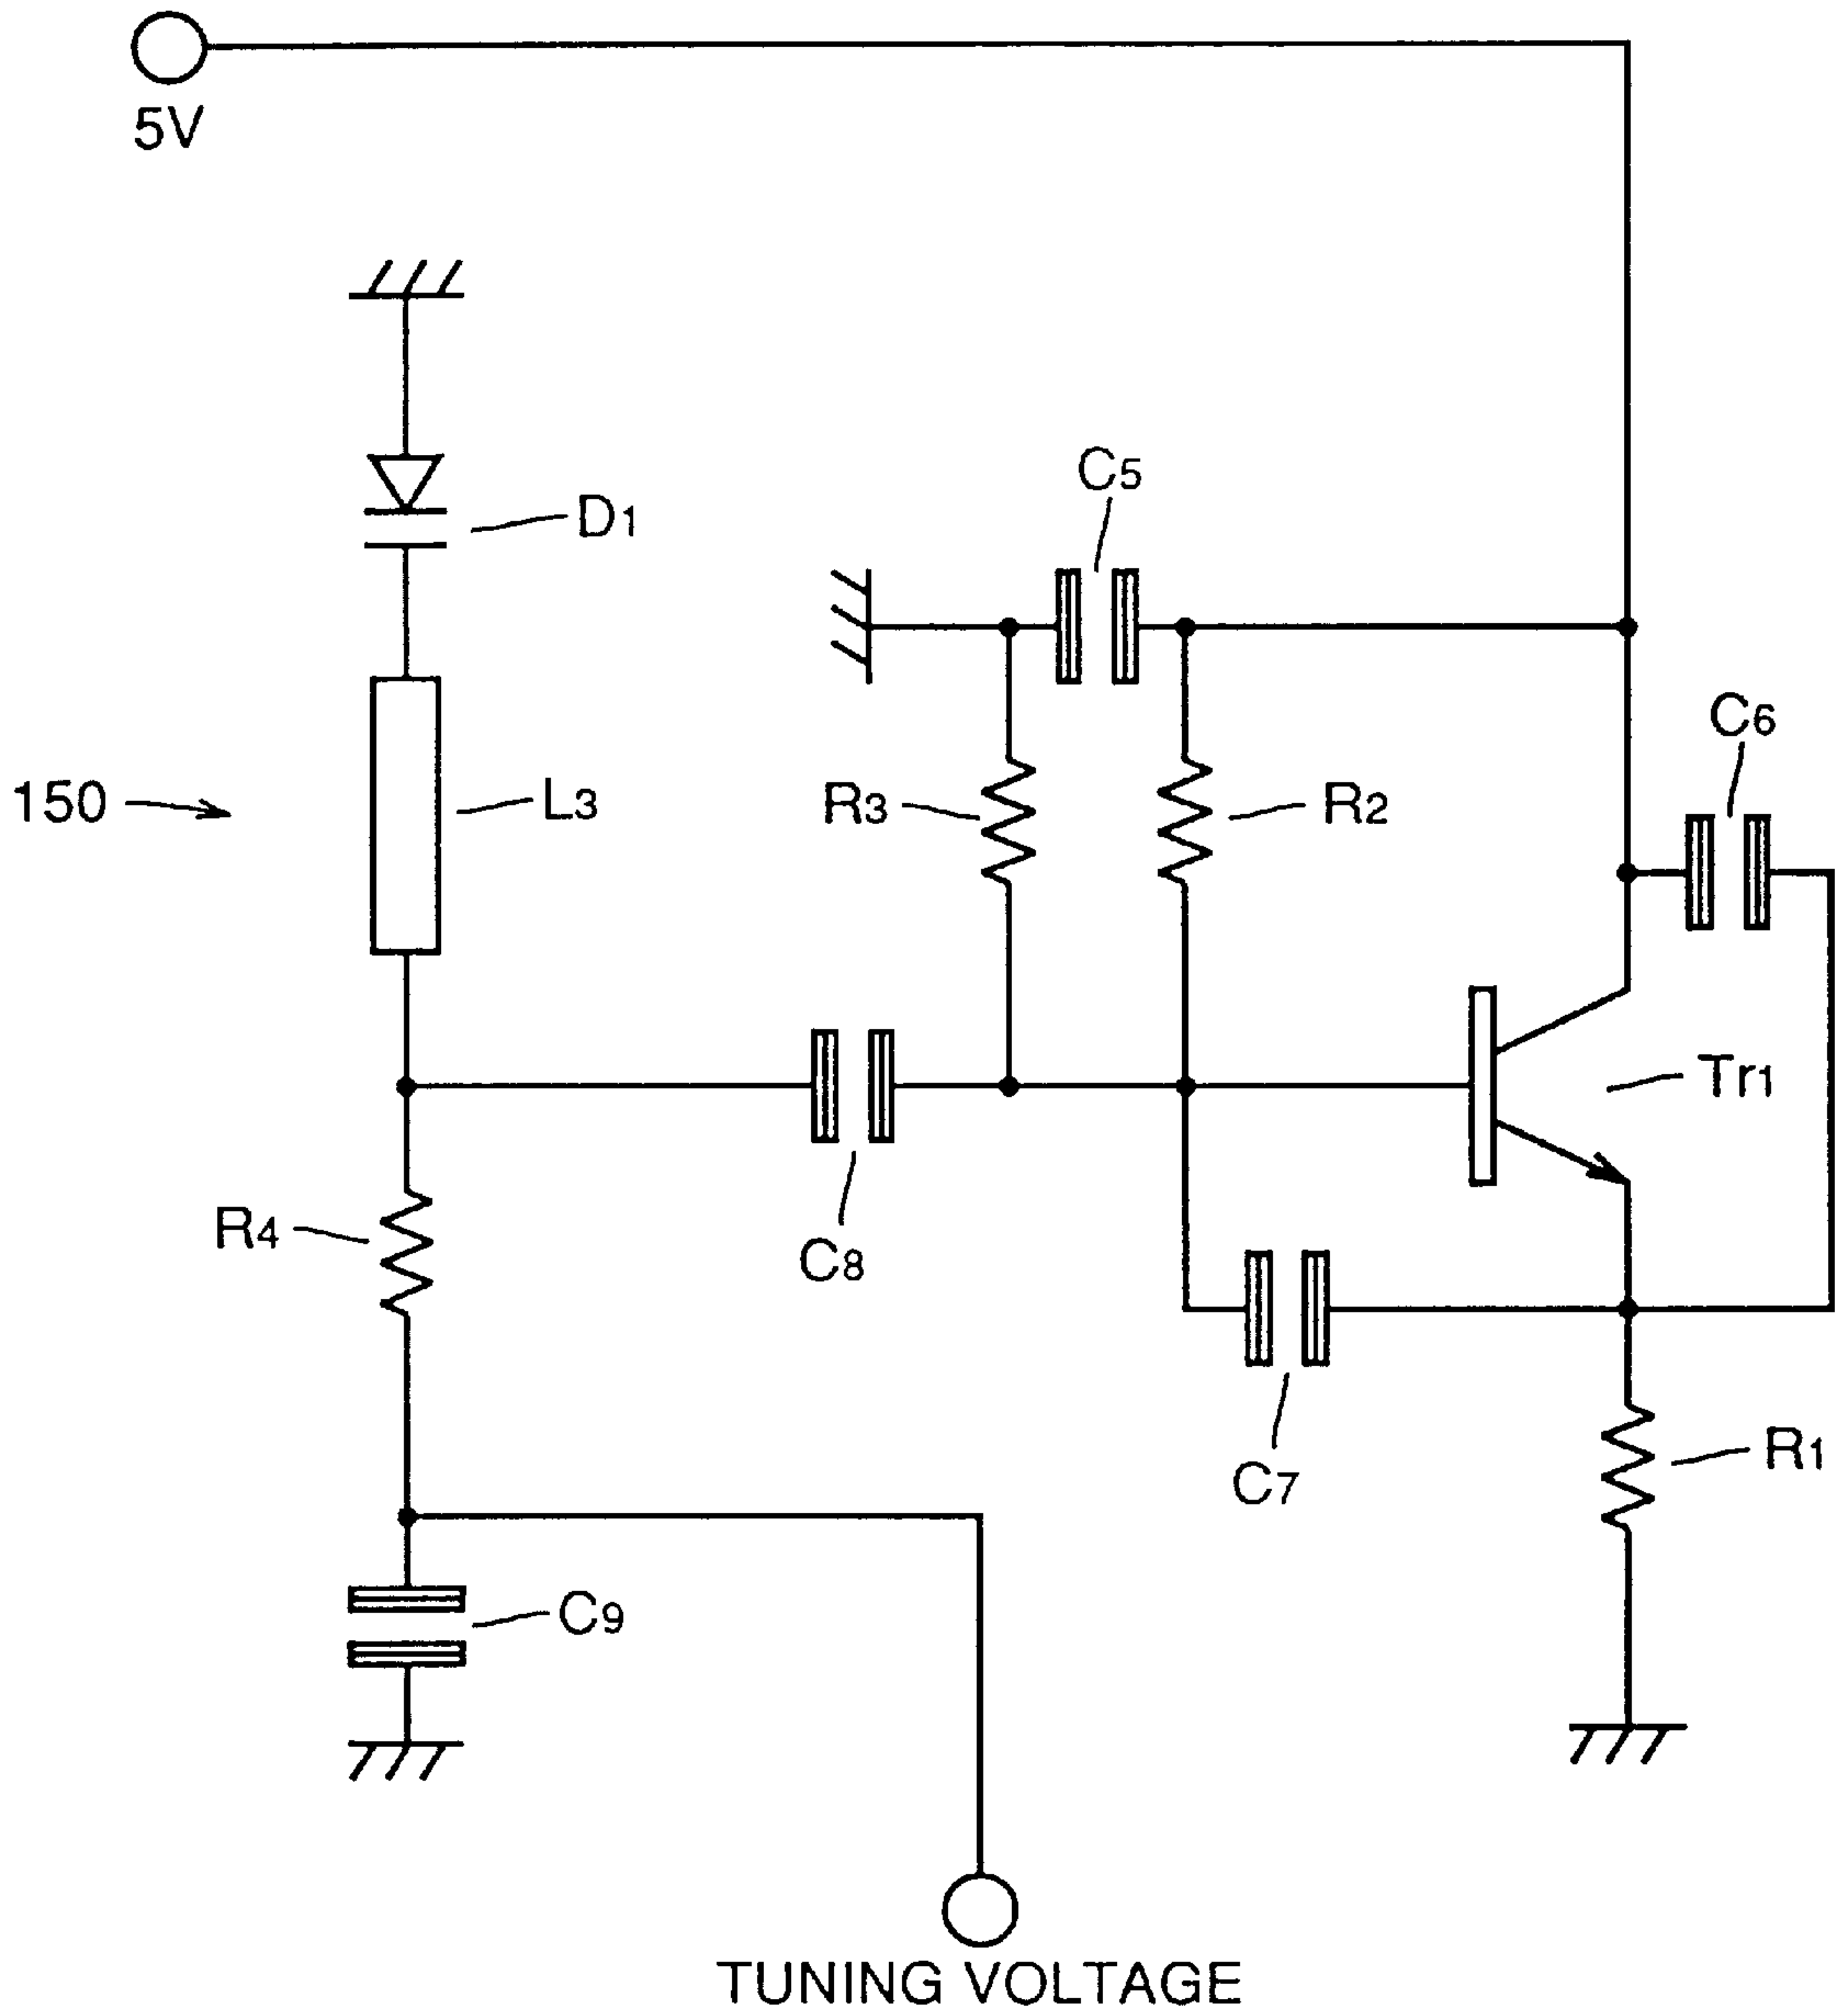 5V
C5
D1
C6
150
L3
R3
R2
Tr1
R4
C8
R1
C7
C9
TUNING VOLTAGE